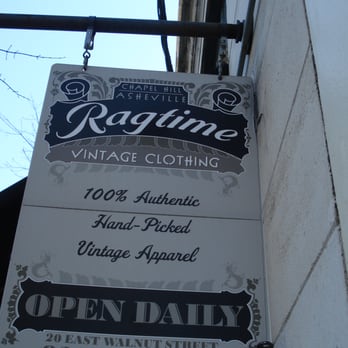 CHAPEL HILL
ASHEVILLE
Ragtime
VINTAGE CLOTHING
100% Authentic
Hand-Picked
Vintage Apparel
OPEN DAILY
20 EAST WALNUT STREET